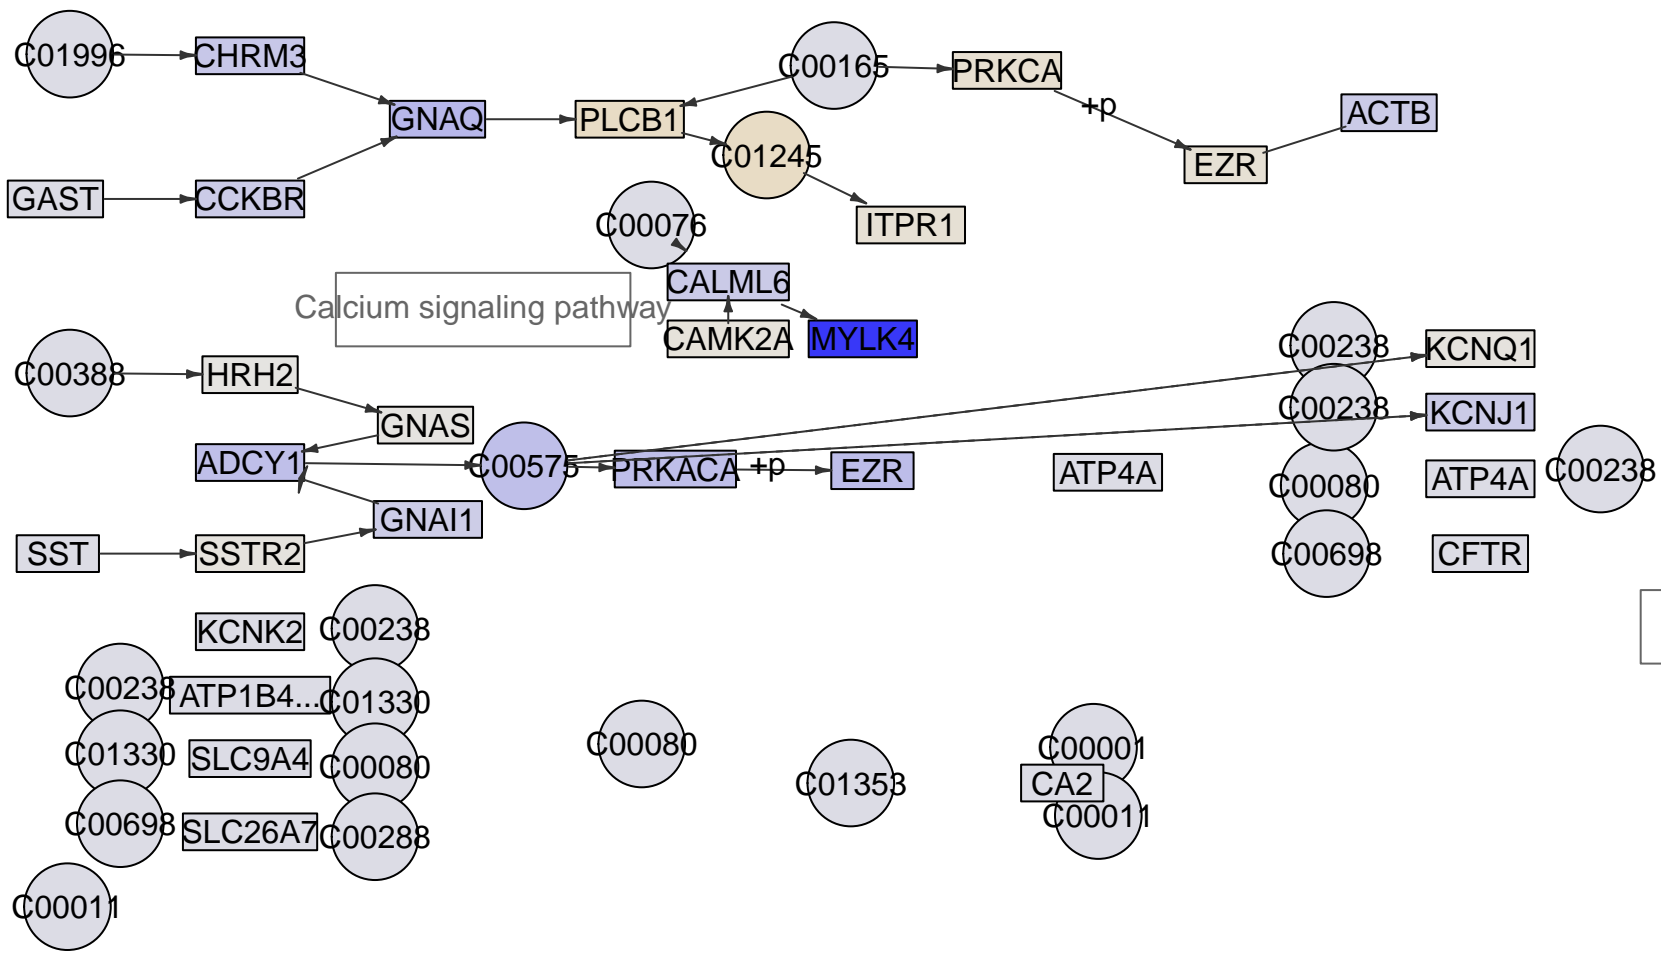 C01996
CHRM3
C00165
PRKCA
+p
ACTB
GNAQ
PLCB1
C01245
EZR
GAST
CCKBR
C00076
ITPR1
CALML6
Calcium signaling pathway
CAMK2A
MYLK4
C00238
KCNQ1
C00388
HRH2
C00238
KCNJ1
GNAS
ADCY1
C00575
PRKACA
+p
EZR
ATP4A
C00080
ATP4A
C00238
GNAI1
SST
SSTR2
C00698
CFTR
KCNK2
C00238
C00238
ATP1B4...
C01330
C01330
SLC9A4
C00080
C00080
C01353
C00001
CA2
C00011
C00698
SLC26A7
C00288
C00011